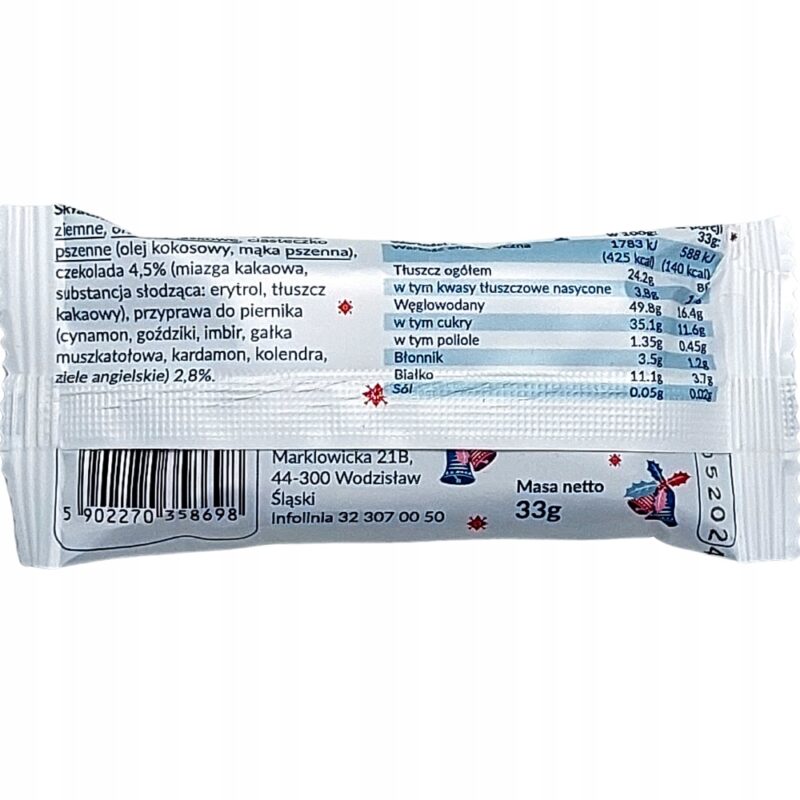 ziemne,
pszenne (olej kokosowy, mąka pszenna),
czekolada 4,5% (miazga kakaowa,
substancja słodząca: erytrol, tłuszcz
kakaowy), przyprawa do piernika
(cynamon, goździki, imbir, gałka
muszkatołowa, kardamon, kolendra,
ziele angielskie) 2,8%.
w 100g: 33g:*
1783 kJ 588 kJ
(425 kcal) (140 kcal)
Tłuszcz ogółem 24.2g
w tym kwasy tłuszczowe nasycone 3.8g
Węglowodany 49.8g 16.4g
w tym cukry 35.1g 11.6g
w tym poliole 1.35g 0.45g
Błonnik 3.5g 1.2g
Białko 11.1g 3.7g
Sól 0.05g 0.02g
5 902270 358698
Marklowicka 21B,
44-300 Wodzisław
Śląski
Infolinia 32 307 00 50
Masa netto
33g
052024